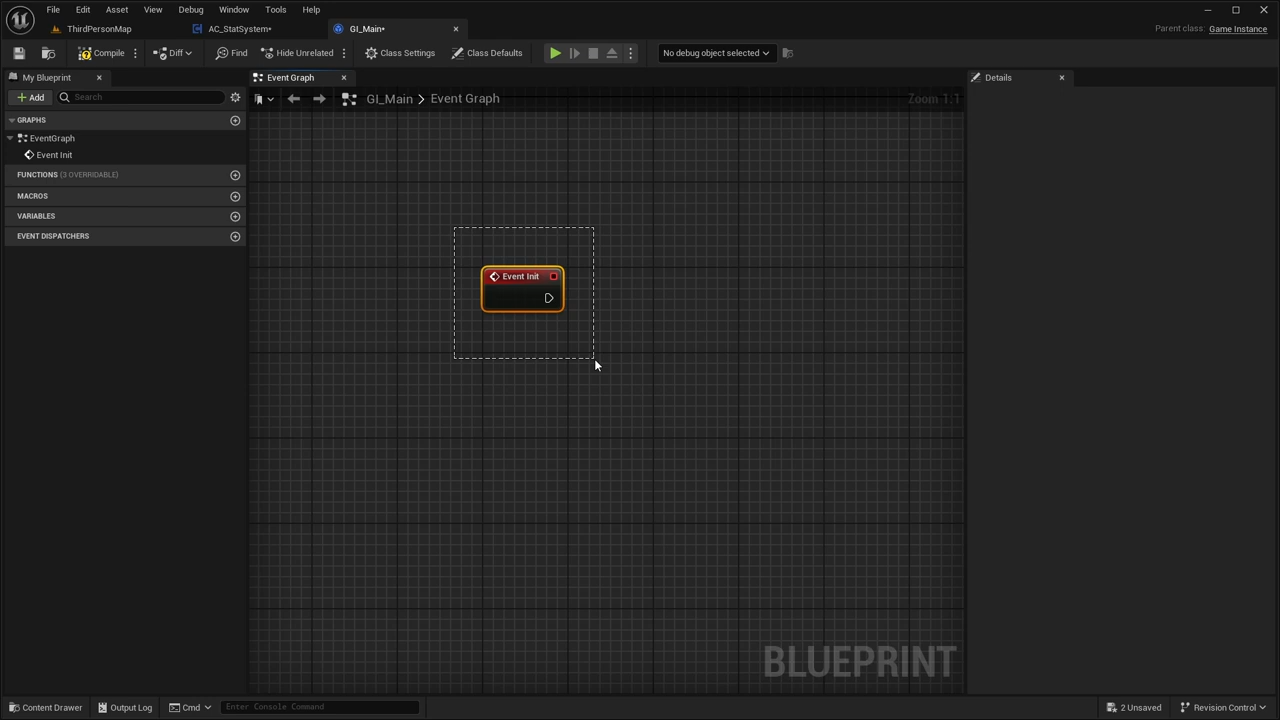 File Edit Asset View Debug Window Tools Help
ThirdPersonMap AC_StatSystem* GI_Main* Parent class: Game Instance
Compile Diff Find Hide Unrelated Class Settings Class Defaults No debug object selected
My Blueprint Event Graph Details
Add Search GI_Main > Event Graph Zoom 1:1
GRAPHS
EventGraph
Event Init
FUNCTIONS (3 OVERRIDABLE)
MACROS
VARIABLES
EVENT DISPATCHERS
Event Init
BLUEPRINT
Content Drawer Output Log Cmd Enter Console Command 2 Unsaved Revision Control